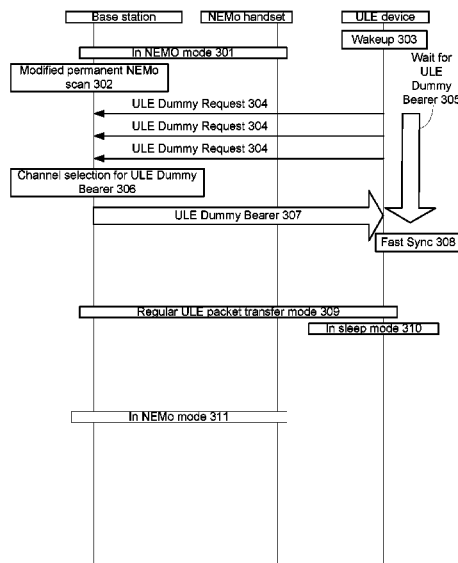 Base station
NEMo handset
ULE device
Wakeup 303
In NEMO mode 301
Wait for
ULE
Dummy
Bearer 305
Modified permanent NEMo
scan 302
ULE Dummy Request 304
ULE Dummy Request 304
ULE Dummy Request 304
Channel selection for ULE Dummy
Bearer 306
ULE Dummy Bearer 307
Fast Sync 308
Regular ULE packet transfer mode 309
In sleep mode 310
In NEMo mode 311